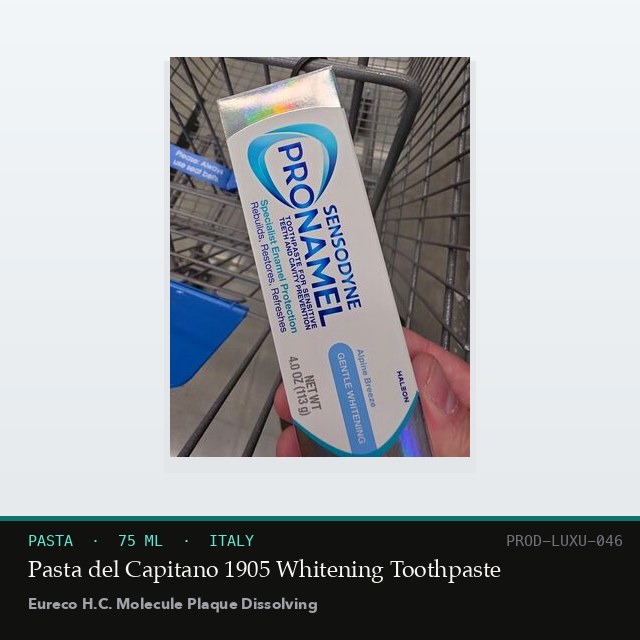 Please: Always
use seat belts
SENSODYNE
PRONAMEL
TOOTHPASTE FOR SENSITIVE
TEETH AND CAVITY PREVENTION
Specialist Enamel Protection
Rebuilds, Restores, Refreshes
HALEON
Alpine Breeze
GENTLE WHITENING
NET WT
4.0 OZ (113 g)
PASTA · 75 ML · ITALY
PROD–LUXU–046
Pasta del Capitano 1905 Whitening Toothpaste
Eureco H.C. Molecule Plaque Dissolving